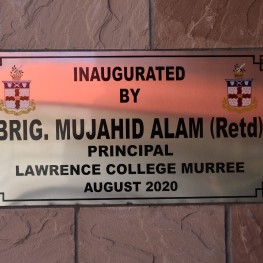 INAUGURATED
BY
BRIG. MUJAHID ALAM (Retd)
PRINCIPAL
LAWRENCE COLLEGE MURREE
AUGUST 2020